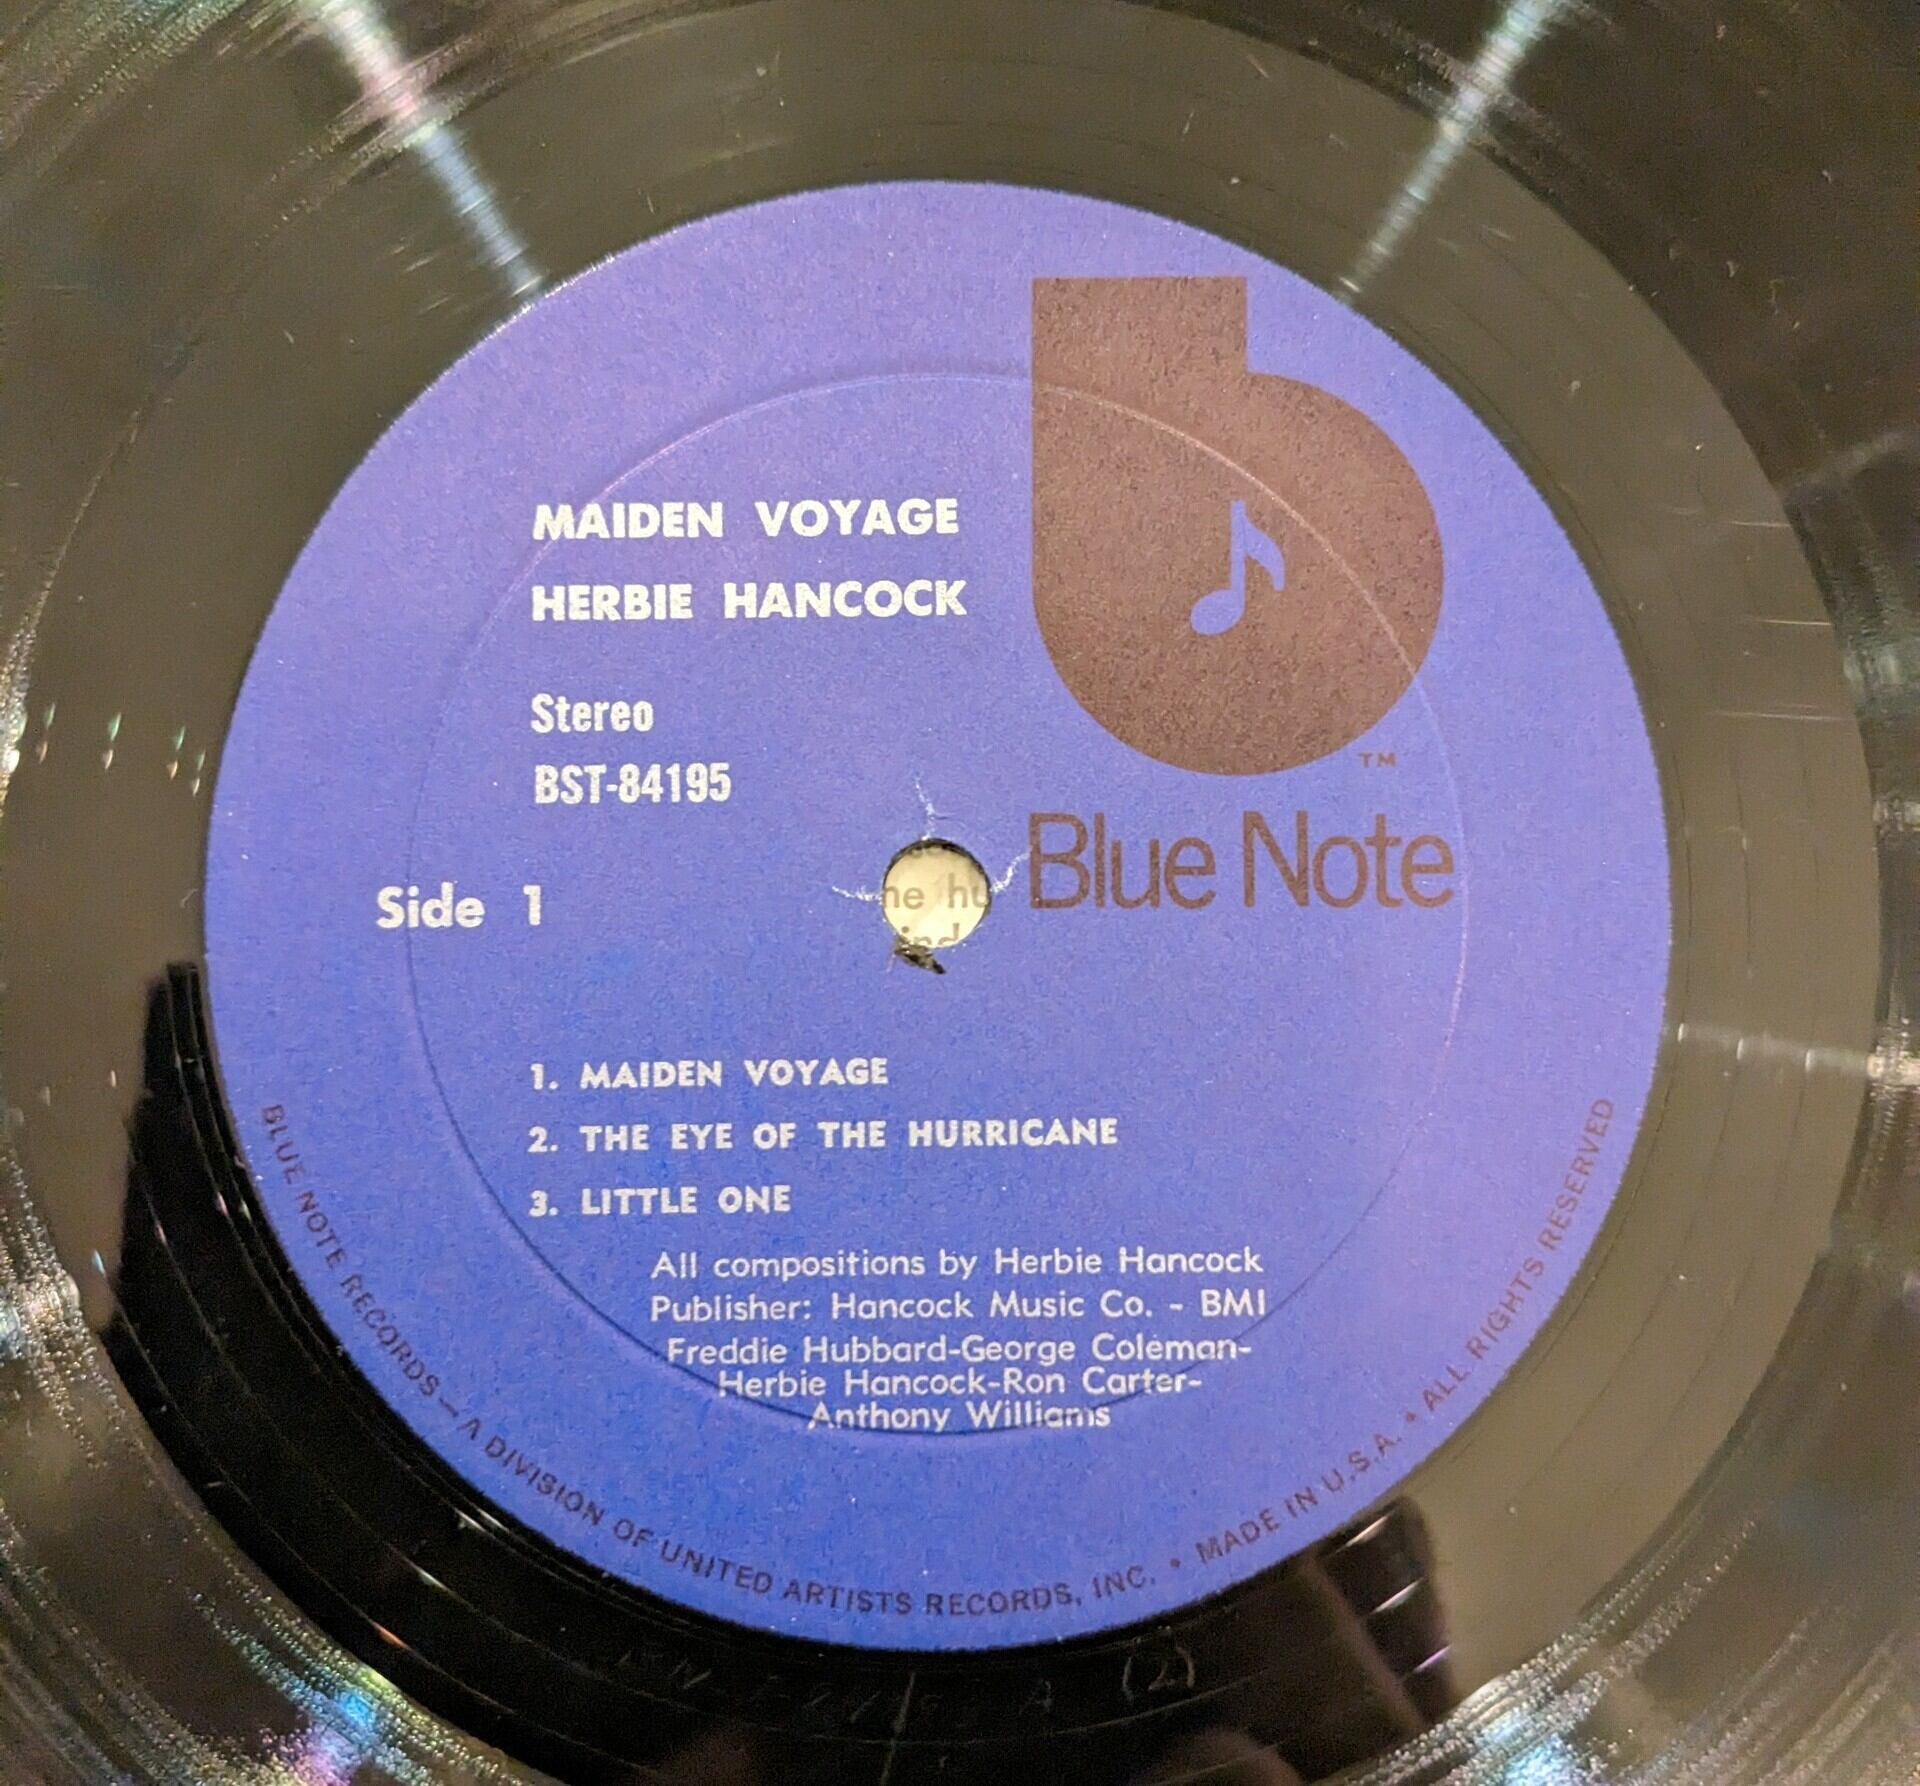 MAIDEN VOYAGE
HERBIE HANCOCK
Stereo
BST-84195
Side 1
TM
Blue Note
1. MAIDEN VOYAGE
2. THE EYE OF THE HURRICANE
3. LITTLE ONE
All compositions by Herbie Hancock
Publisher: Hancock Music Co. - BMI
Freddie Hubbard-George Coleman-
Herbie Hancock-Ron Carter-
Anthony Williams
BLUE NOTE RECORDS — A DIVISION OF UNITED ARTISTS RECORDS, INC. • MADE IN U.S.A. • ALL RIGHTS RESERVED